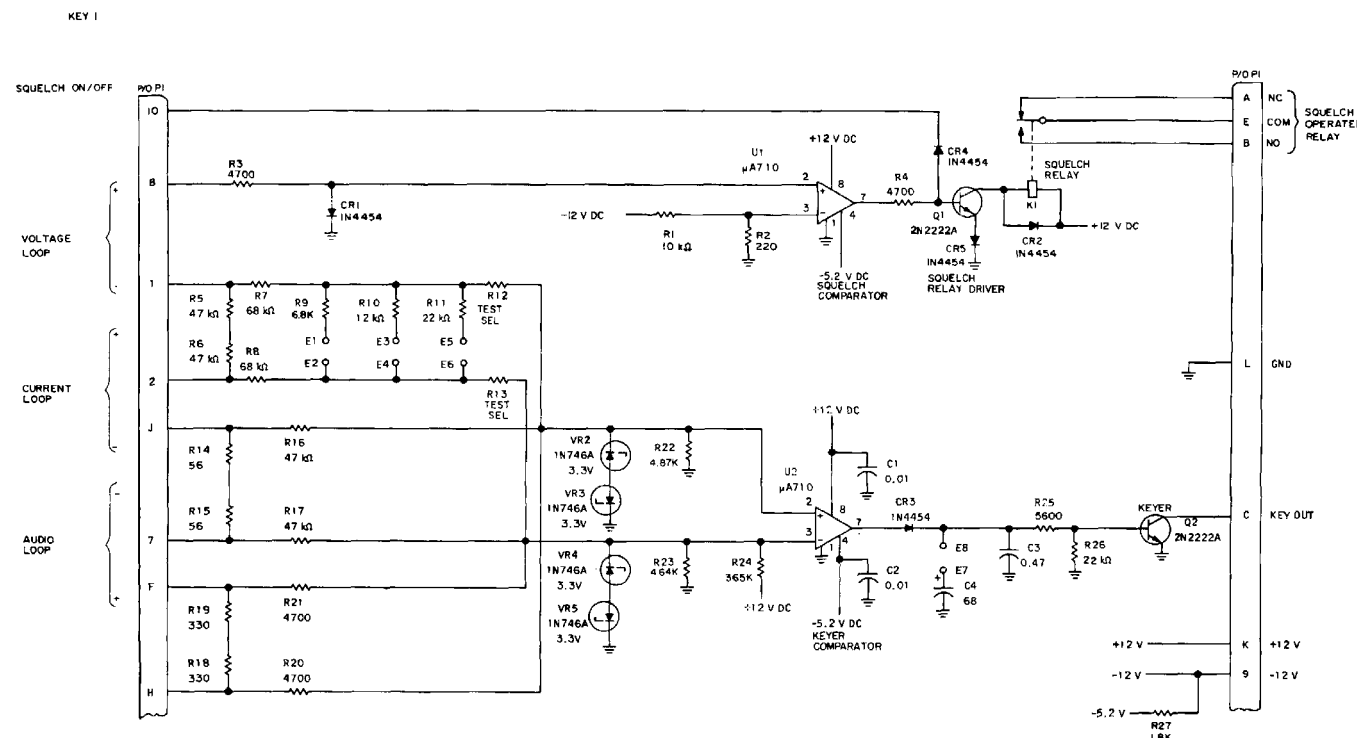 KEY I
SQUELCH ON/OFF
P/O P1
10
8
1
2
J
7
F
H
+
VOLTAGE
LOOP
-
+
CURRENT
LOOP
-
-
AUDIO
LOOP
+
R3
4700
CR1
1N4454
-12 V DC
R1
10 kΩ
R2
220
U1
μA710
+12 V DC
2
3
8
7
1
4
+
-
-5.2 V DC
SQUELCH
COMPARATOR
R4
4700
CR4
1N4454
Q1
2N2222A
CR5
1N4454
SQUELCH
RELAY DRIVER
SQUELCH
RELAY
K1
CR2
1N4454
+12 V DC
P/O P1
A NC
E COM
B NO
SQUELCH
OPERATED
RELAY
L GND
C KEY OUT
K +12 V
9 -12 V
R5
47 kΩ
R7
68 kΩ
R9
6.8K
R10
12 kΩ
R11
22 kΩ
R12
TEST
SEL
R6
47 kΩ
R8
68 kΩ
E1
E2
E3
E4
E5
E6
R13
TEST
SEL
R14
56
R16
47 kΩ
R15
56
R17
47 kΩ
R19
330
R21
4700
R18
330
R20
4700
VR2
1N746A
3.3V
VR3
1N746A
3.3V
VR4
1N746A
3.3V
VR5
1N746A
3.3V
R22
4.87K
R23
4.64K
R24
365K
+12 V DC
+12 V DC
U2
μA710
2
3
8
7
1
4
+
-
C1
0.01
C2
0.01
-5.2 V DC
KEYER
COMPARATOR
CR3
1N4454
E8
E7
+
C4
68
C3
0.47
R25
5600
R26
22 kΩ
KEYER
Q2
2N2222A
+12 V
-12 V
-5.2 V
R27
1.8K